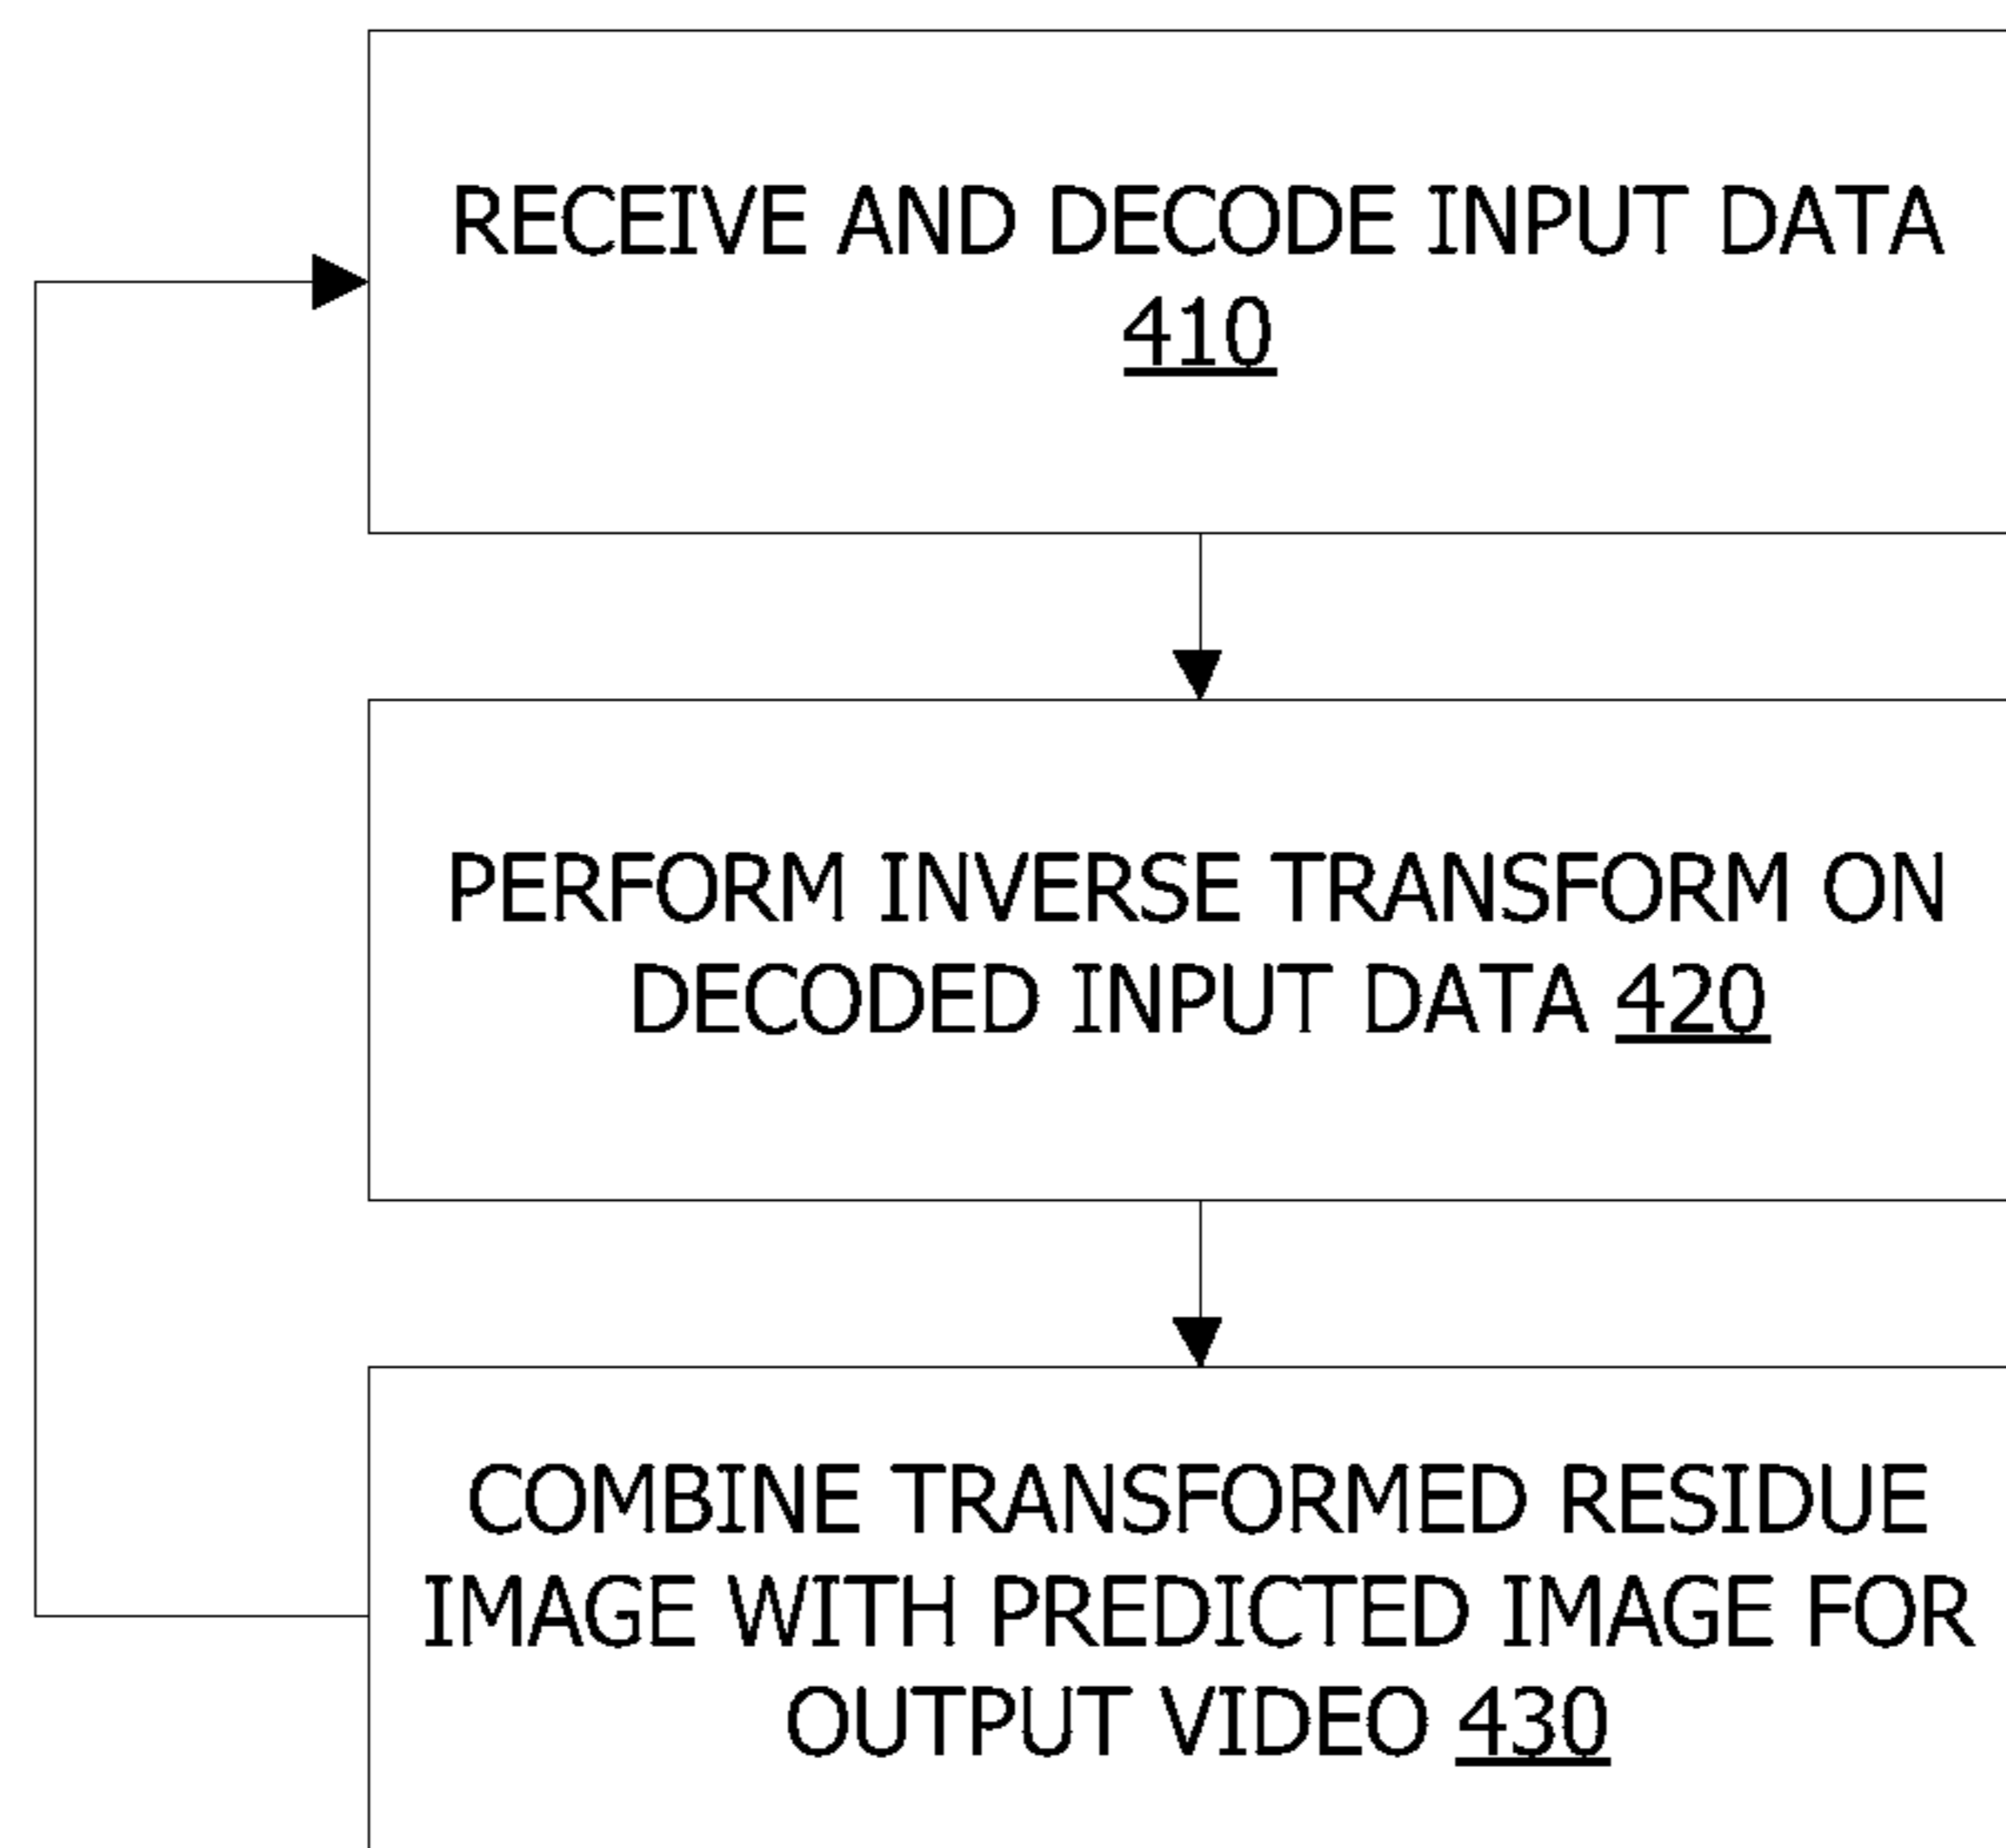 RECEIVE AND DECODE INPUT DATA
410
PERFORM INVERSE TRANSFORM ON
DECODED INPUT DATA 420
COMBINE TRANSFORMED RESIDUE
IMAGE WITH PREDICTED IMAGE FOR
OUTPUT VIDEO 430